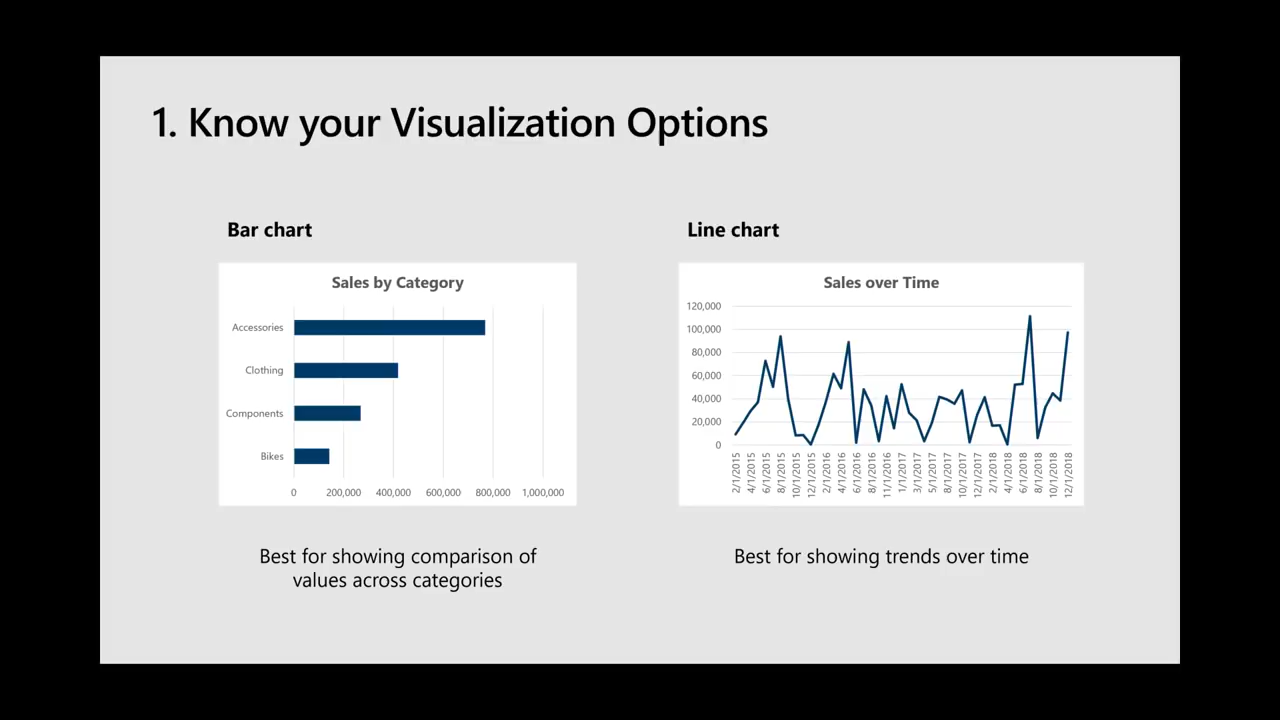 1. Know your Visualization Options
Bar chart
Sales by Category
Accessories
Clothing
Components
Bikes
0 200,000 400,000 600,000 800,000 1,000,000
Best for showing comparison of
values across categories
Line chart
Sales over Time
120,000
100,000
80,000
60,000
40,000
20,000
0
2/1/2015
4/1/2015
6/1/2015
8/1/2015
10/1/2015
12/1/2015
2/1/2016
4/1/2016
6/1/2016
8/1/2016
11/1/2016
1/1/2017
3/1/2017
5/1/2017
8/1/2017
10/1/2017
12/1/2017
2/1/2018
4/1/2018
6/1/2018
8/1/2018
10/1/2018
12/1/2018
Best for showing trends over time